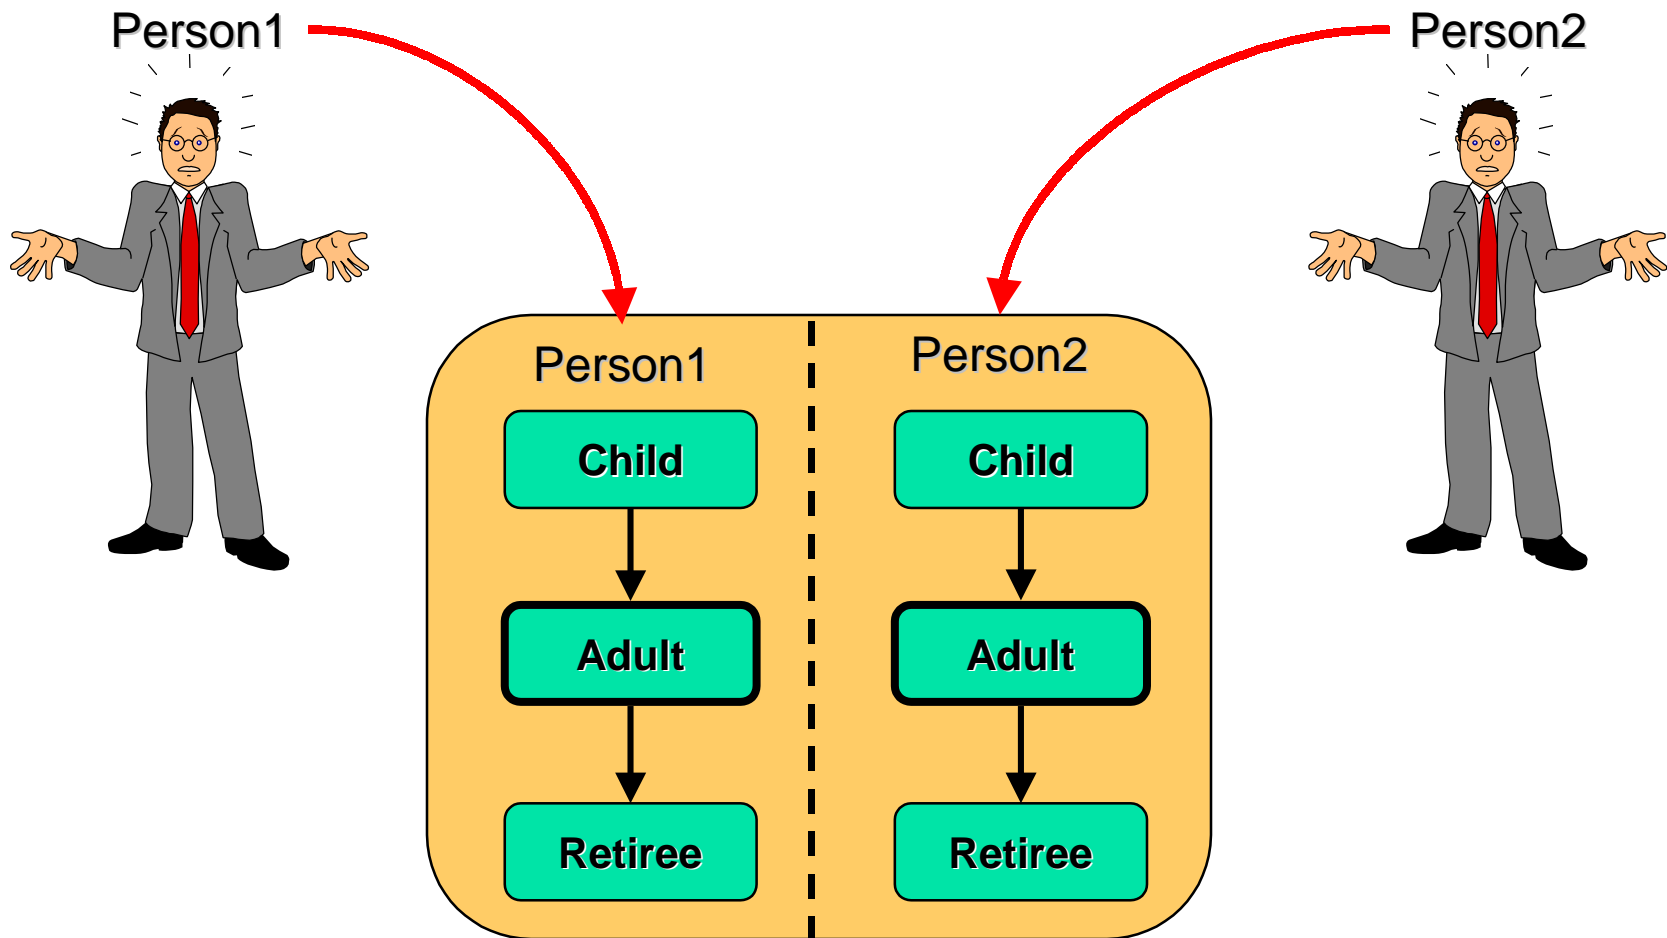 Person1
Person2
Person1
Person2
Child
Child
Adult
Adult
Retiree
Retiree